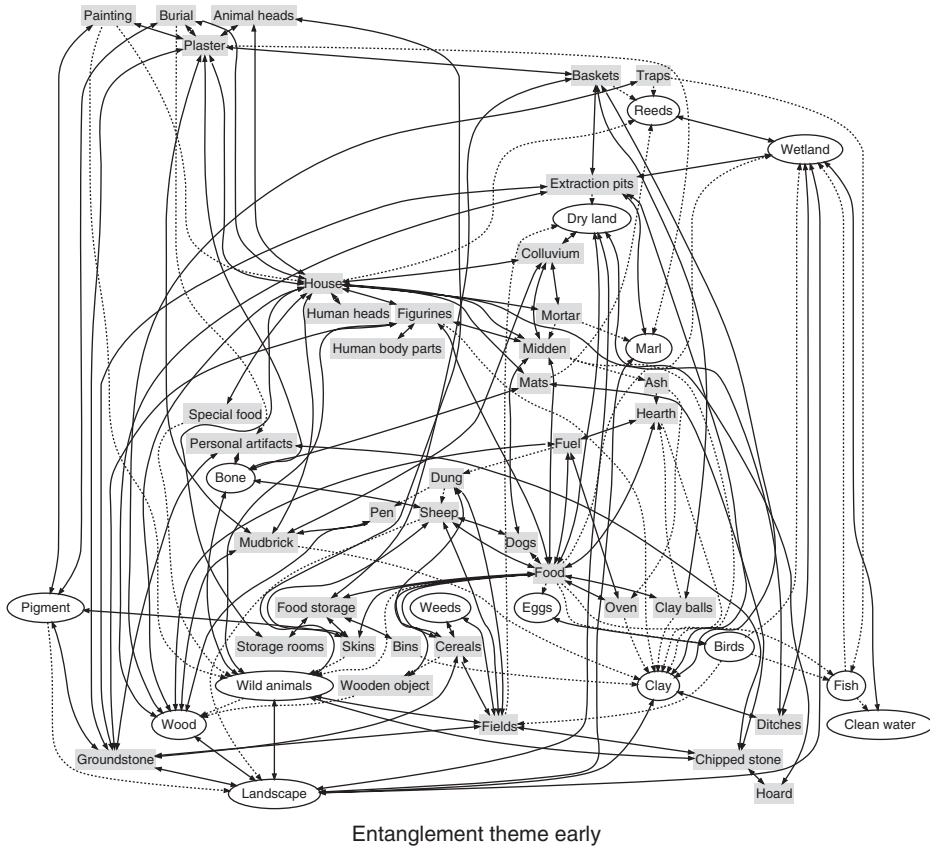 Painting Burial Animal heads
Plaster
Baskets Traps
Reeds
Wetland
Extraction pits
Dry land
Colluvium
House
Human heads Figurines Mortar
Human body parts Midden Marl
Mats Ash
Special food Hearth
Personal artifacts Fuel
Bone Dung
Pen Sheep
Mudbrick Dogs
Food
Pigment Food storage Weeds Eggs Oven Clay balls
Storage rooms Skins Bins Cereals Birds
Wild animals Wooden object Clay Fish
Wood Fields Ditches Clean water
Groundstone Chipped stone
Landscape Hoard
Entanglement theme early